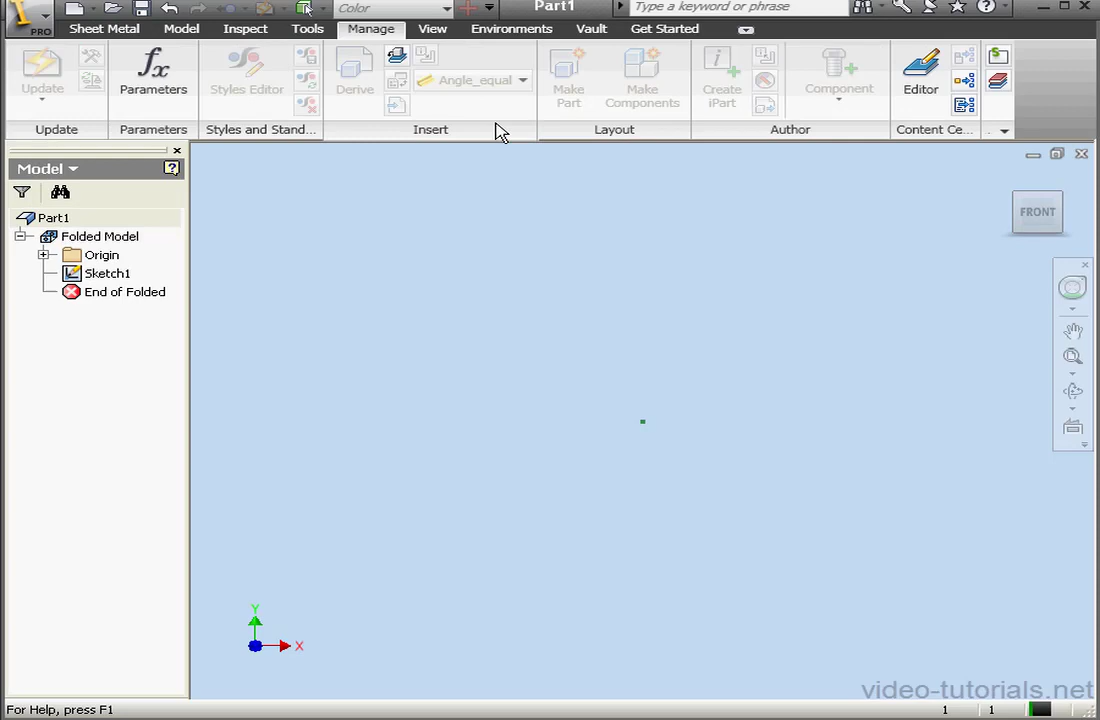 PRO
Color
Part1
Type a keyword or phrase
Sheet Metal Model Inspect Tools Manage View Environments Vault Get Started
Update
fx
Parameters
Styles Editor
Derive
Angle_equal
Make
Part
Make
Components
Create
iPart
Component
Editor
Update Parameters Styles and Stand... Insert Layout Author Content Ce... .
Model
Part1
Folded Model
Origin
Sketch1
End of Folded
FRONT
Y
X
video-tutorials.net
For Help, press F1
1 1